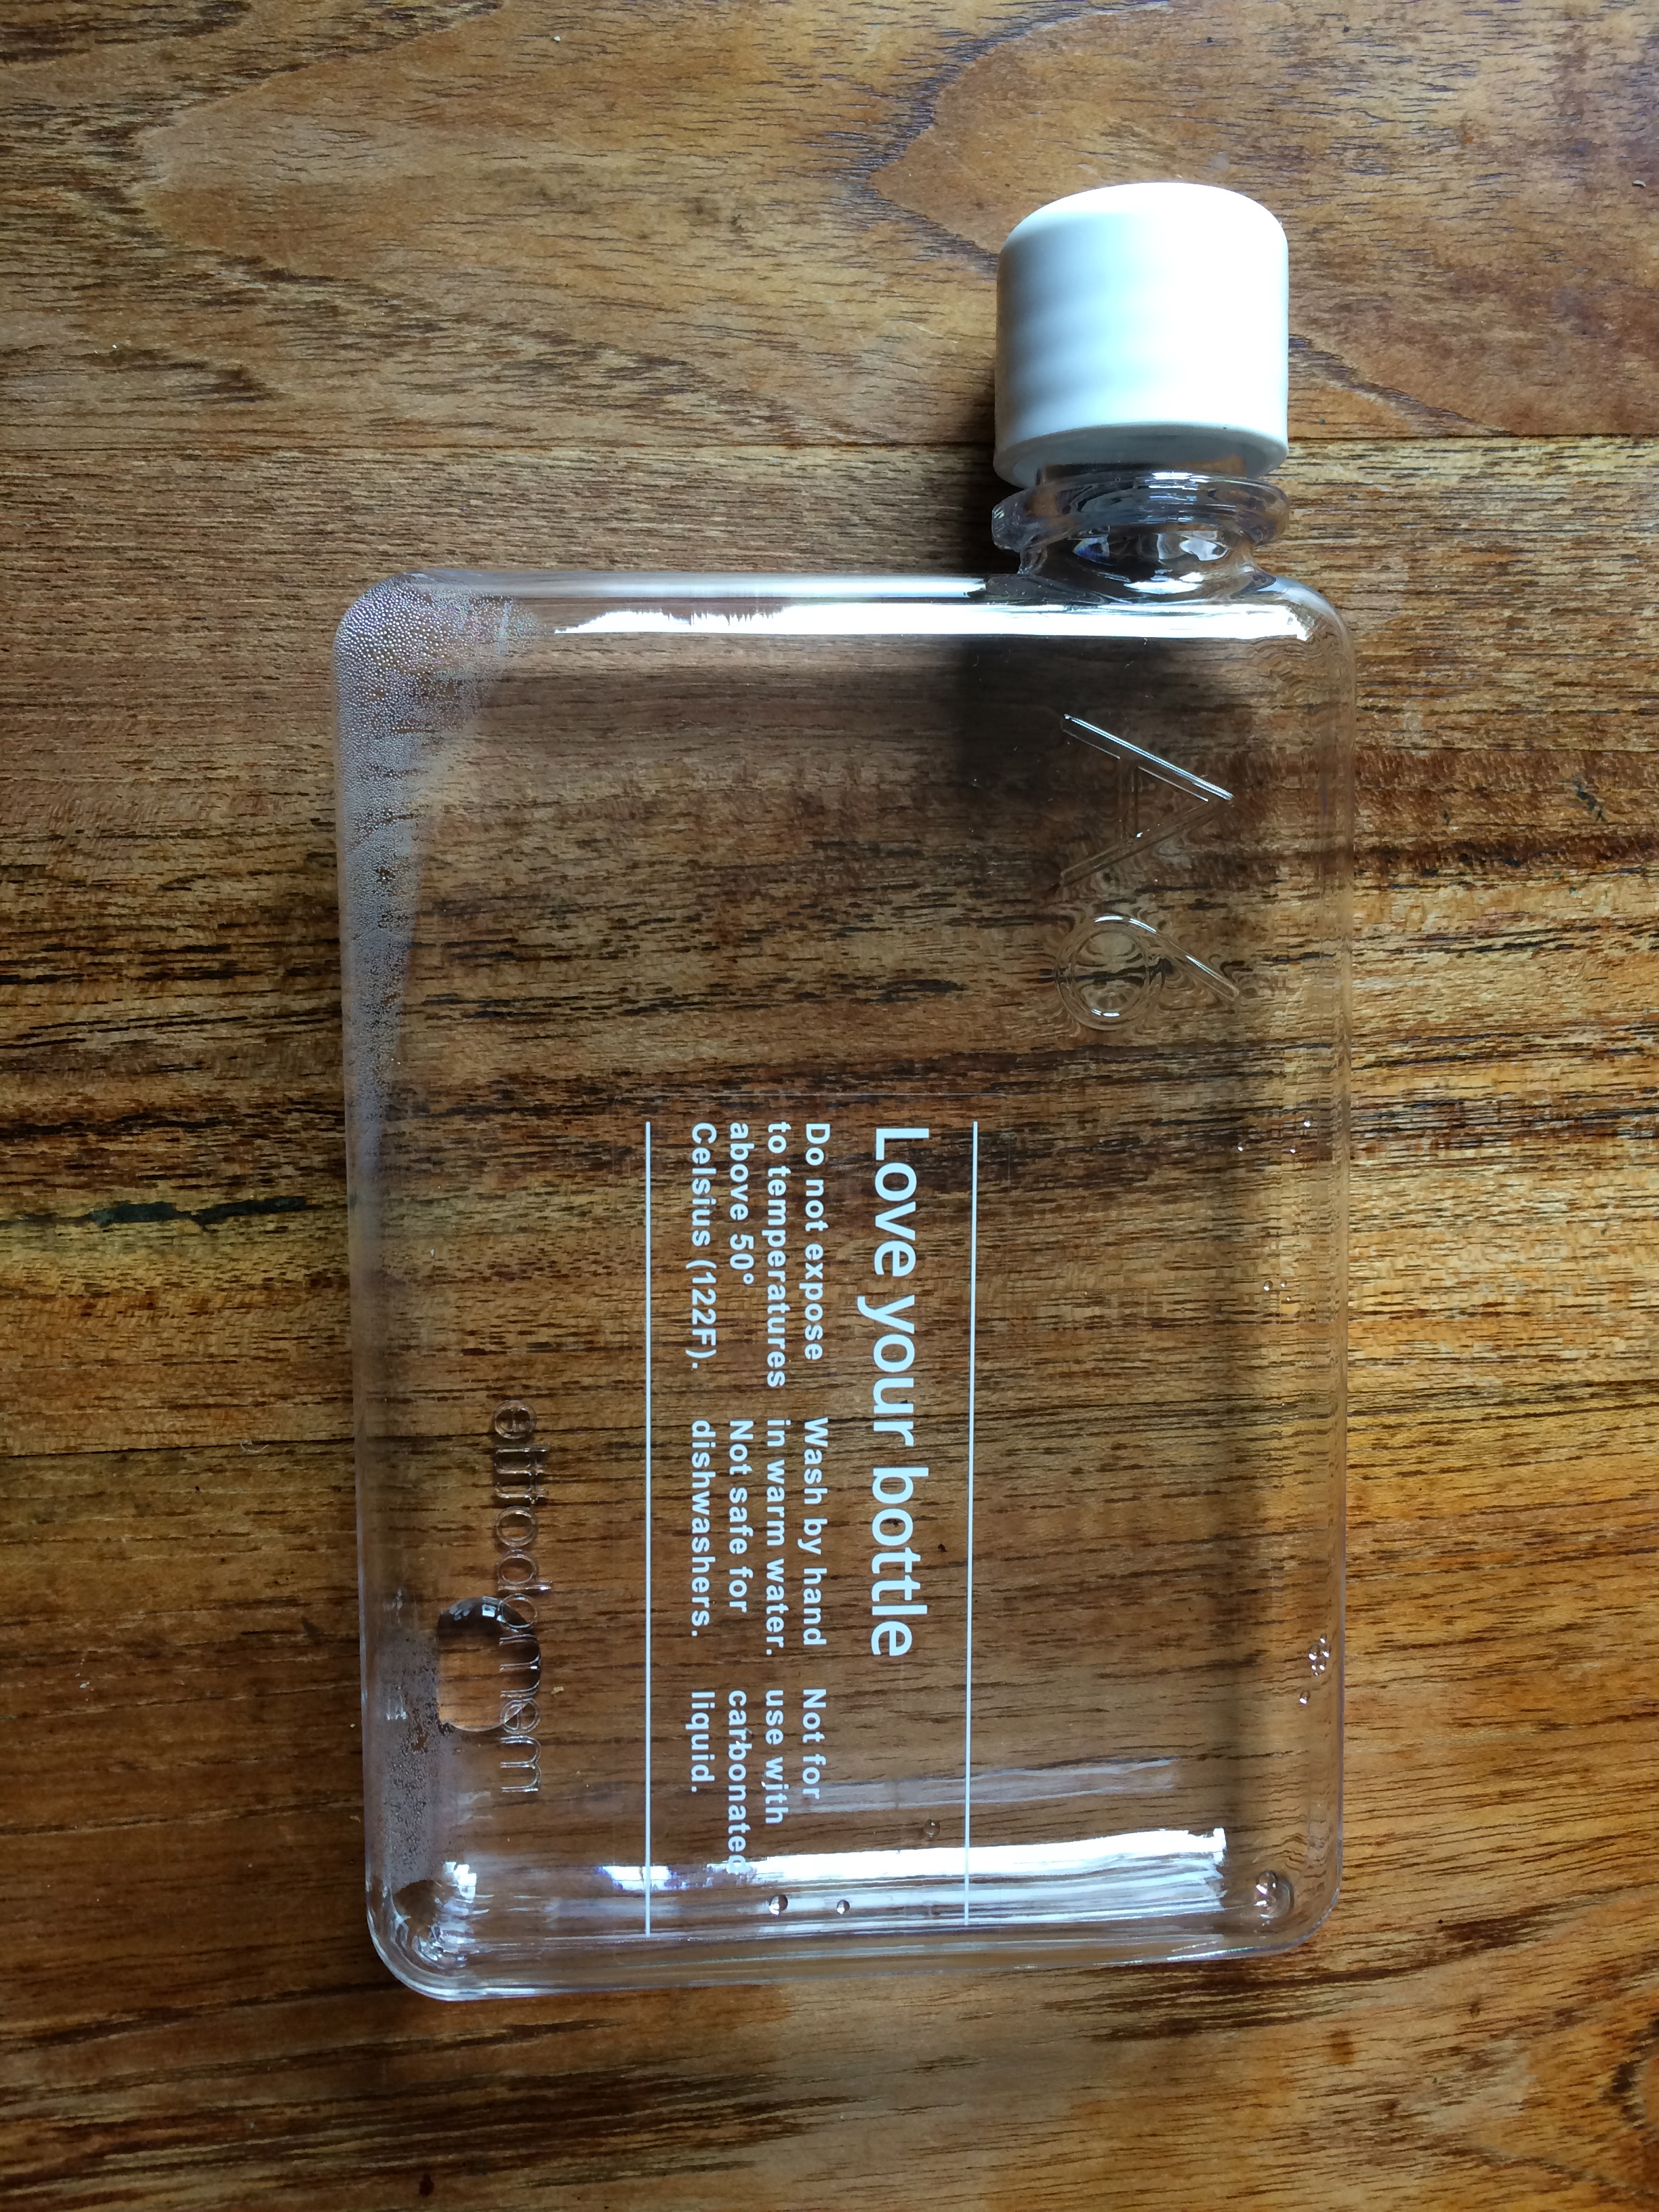 A6
Love your bottle
Do not expose
to temperatures
above 50°
Celsius (122F).
Wash by hand
in warm water.
Not safe for
dishwashers.
Not for
use with
carbonated
liquid.
memobottle